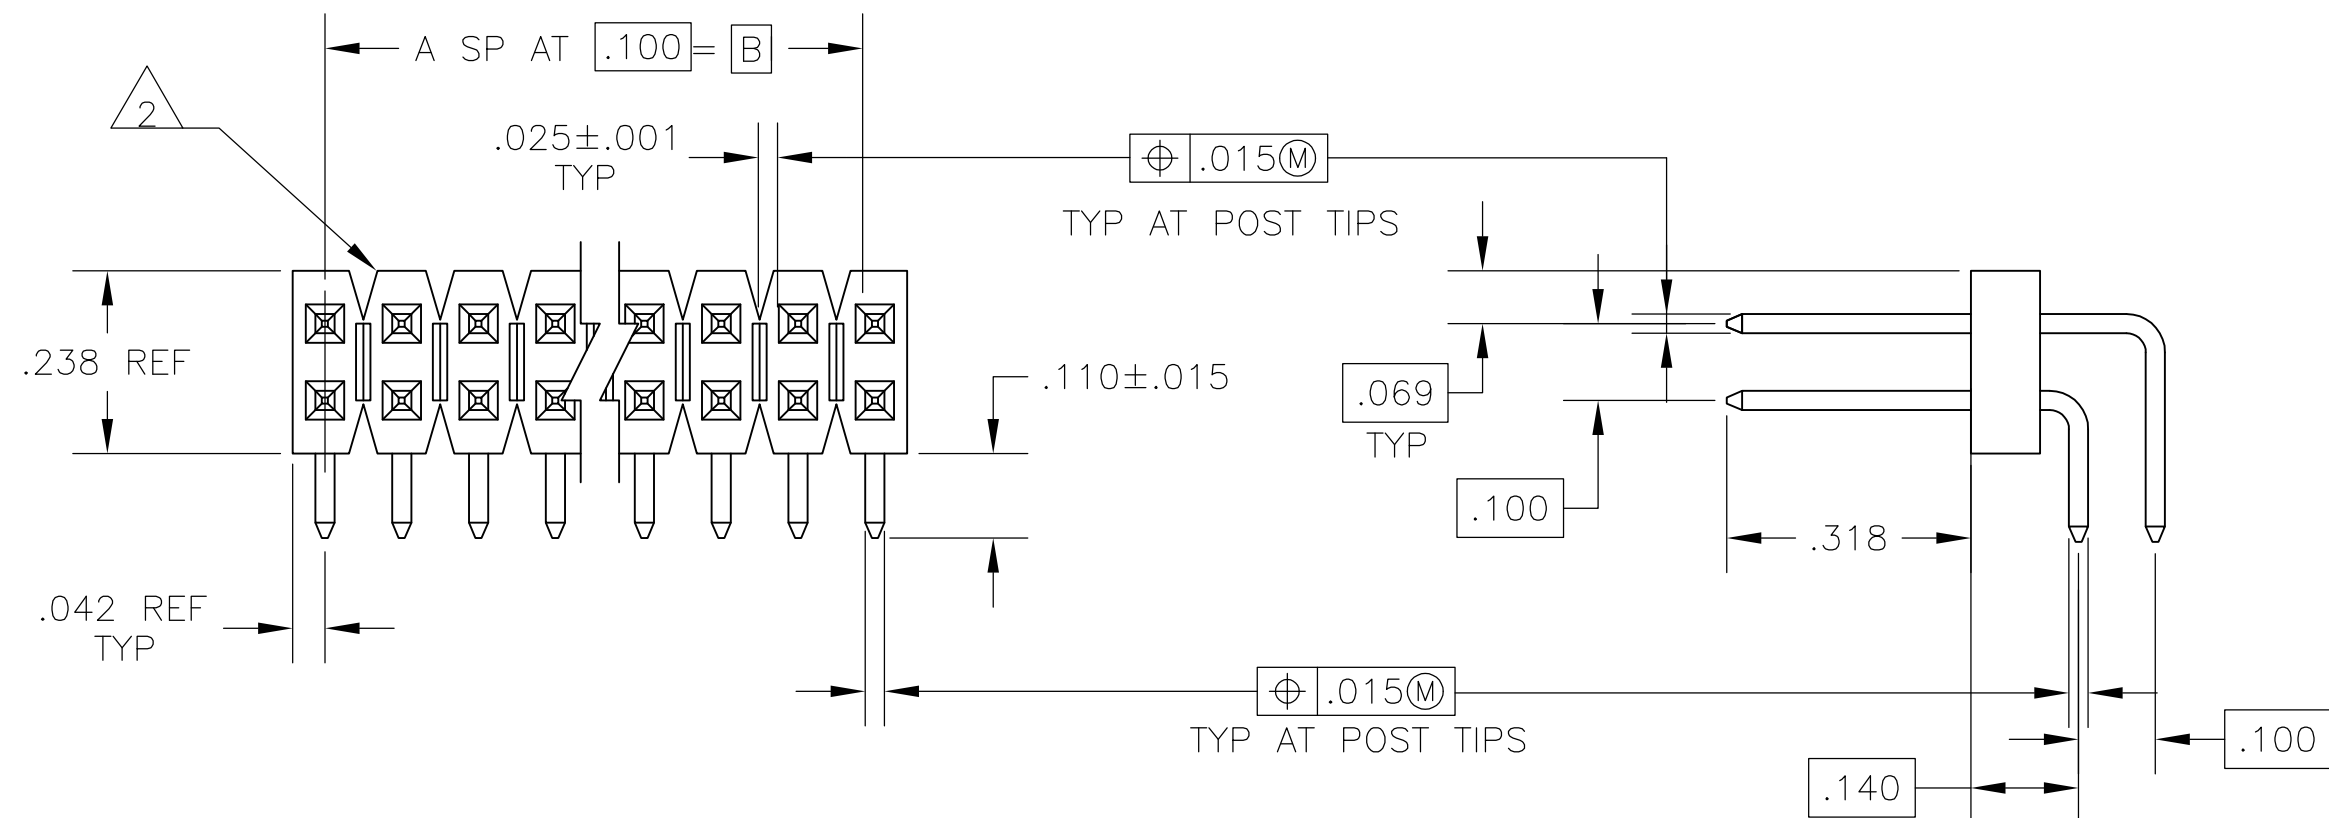 A SP AT .100 = B
2
.025±.001
TYP
.015Ⓜ
TYP AT POST TIPS
.238 REF
.110±.015
.069
TYP
.100
.318
.042 REF
TYP
.015Ⓜ
TYP AT POST TIPS
.100
.140